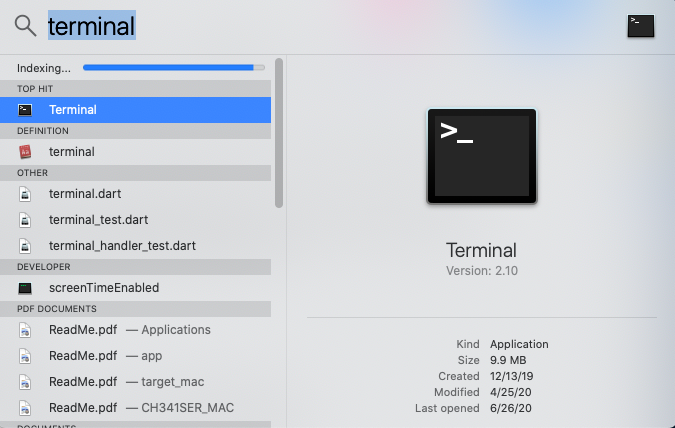 terminal
Indexing...
TOP HIT
Terminal
DEFINITION
terminal
OTHER
terminal.dart
terminal_test.dart
terminal_handler_test.dart
DEVELOPER
screenTimeEnabled
PDF DOCUMENTS
ReadMe.pdf — Applications
ReadMe.pdf — app
ReadMe.pdf — target_mac
ReadMe.pdf — CH341SER_MAC
DOCUMENTS
>_
Terminal
Version: 2.10
Kind Application
Size 9.9 MB
Created 12/13/19
Modified 4/25/20
Last opened 6/26/20